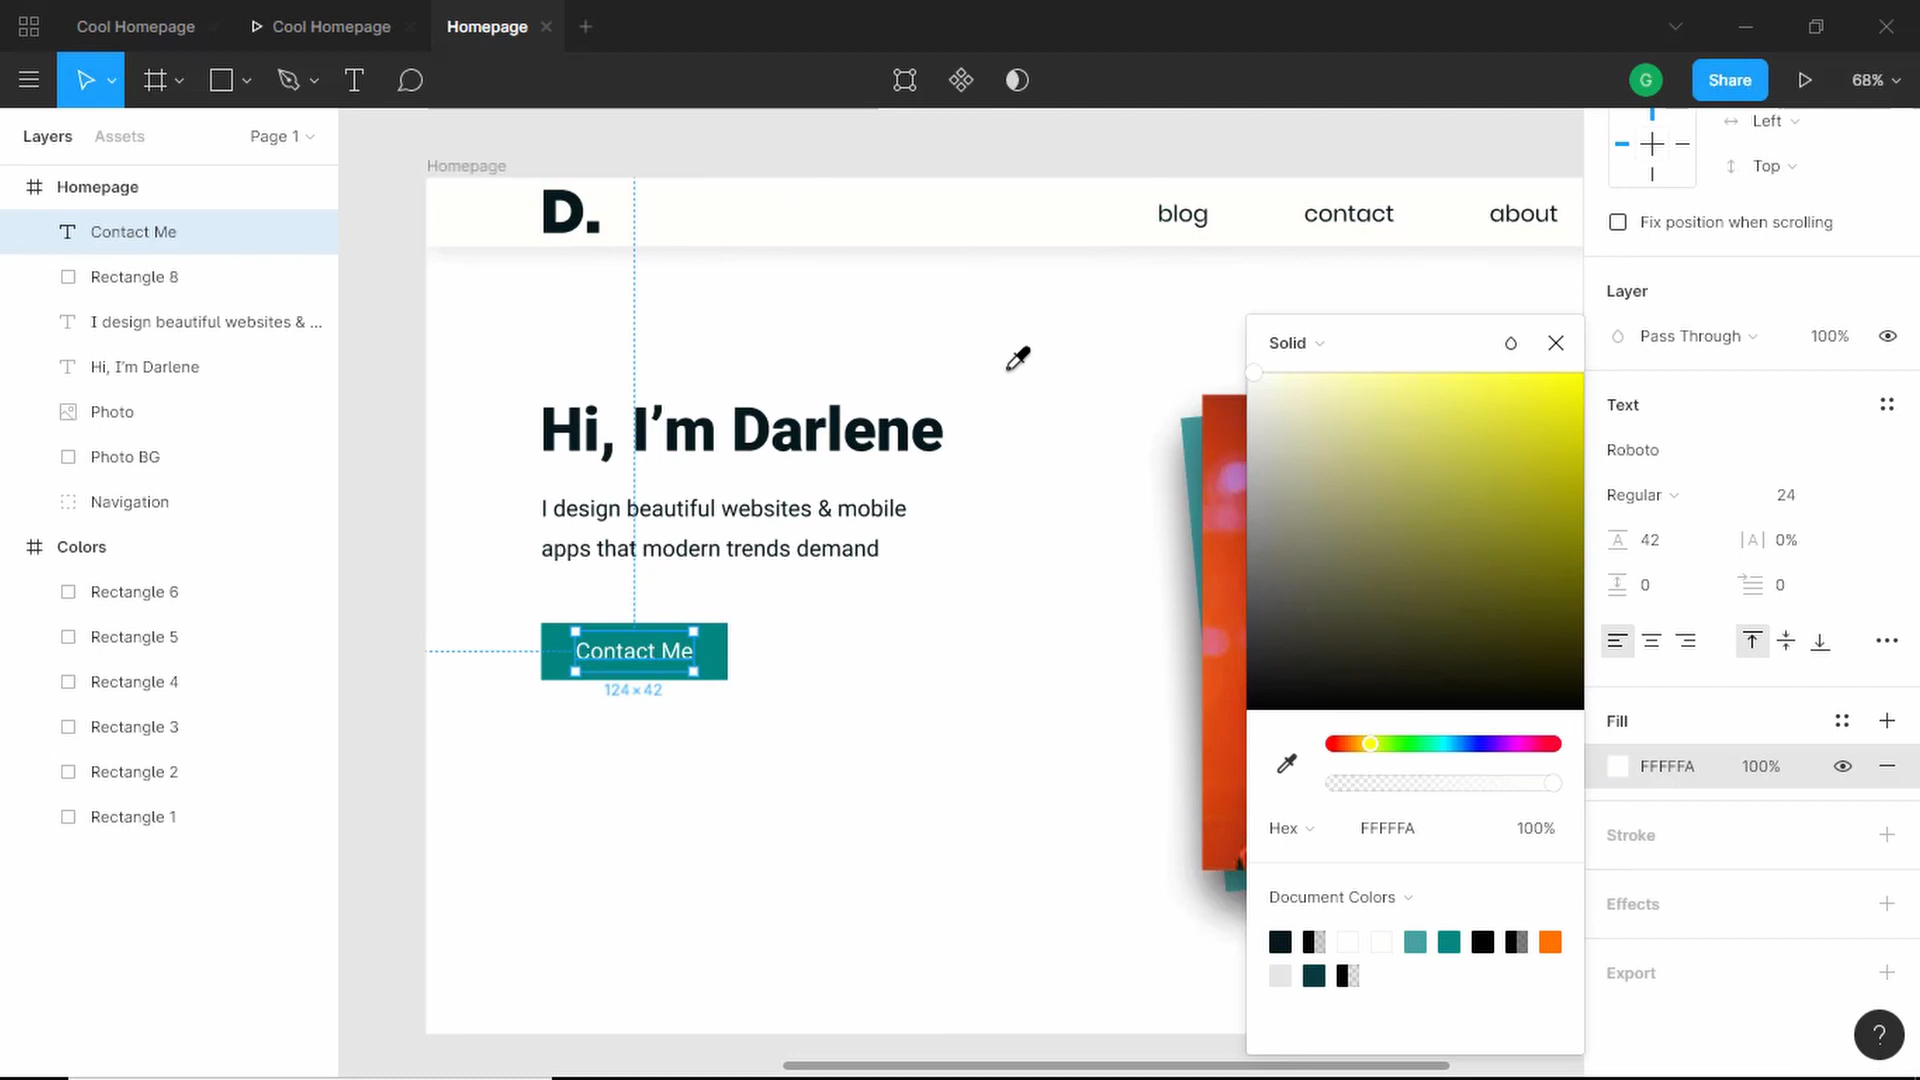 Cool Homepage
Cool Homepage
Homepage
T
G
Share
68%
Layers
Assets
Page 1
Homepage
Contact Me
Rectangle 8
I design beautiful websites & ...
Hi, I'm Darlene
Photo
Photo BG
Navigation
Colors
Rectangle 6
Rectangle 5
Rectangle 4
Rectangle 3
Rectangle 2
Rectangle 1
Homepage
D.
blog
contact
about
Hi, I'm Darlene
I design beautiful websites & mobile
apps that modern trends demand
Contact Me
124 × 42
Solid
Hex
FFFFFA
100%
Document Colors
Left
Top
Fix position when scrolling
Layer
Pass Through
100%
Text
Roboto
Regular
24
42
0%
0
0
Fill
FFFFFA
100%
Stroke
Effects
Export
?